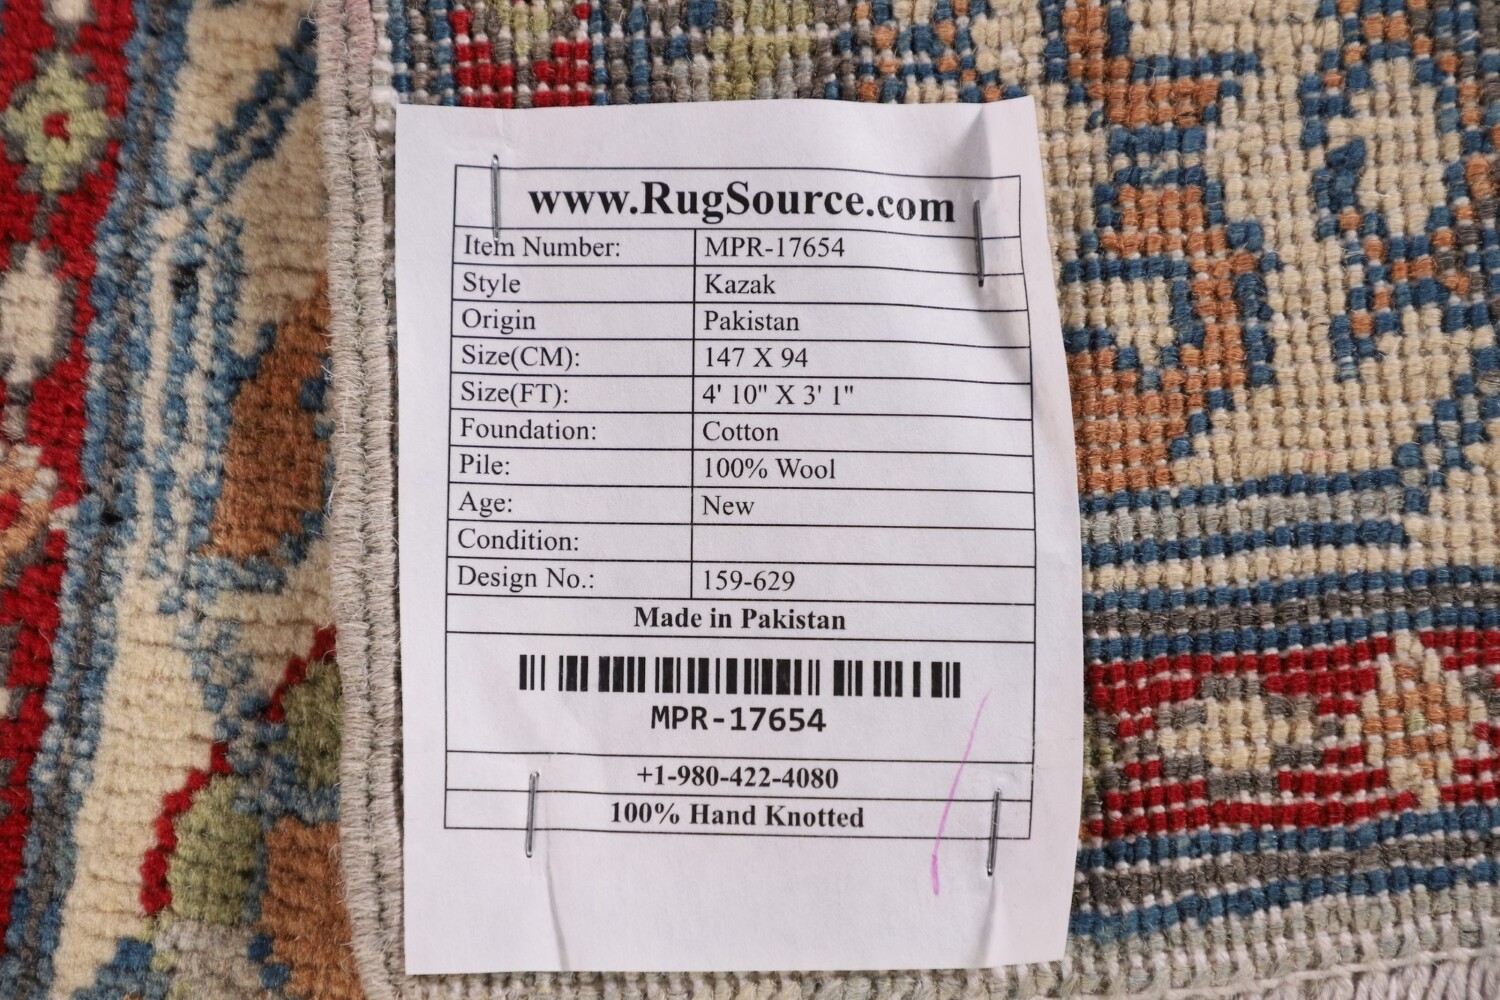 www.RugSource.com
Item Number: MPR-17654
Style Kazak
Origin Pakistan
Size(CM): 147 X 94
Size(FT): 4' 10" X 3' 1"
Foundation: Cotton
Pile: 100% Wool
Age: New
Condition:
Design No.: 159-629
Made in Pakistan
MPR-17654
+1-980-422-4080
100% Hand Knotted